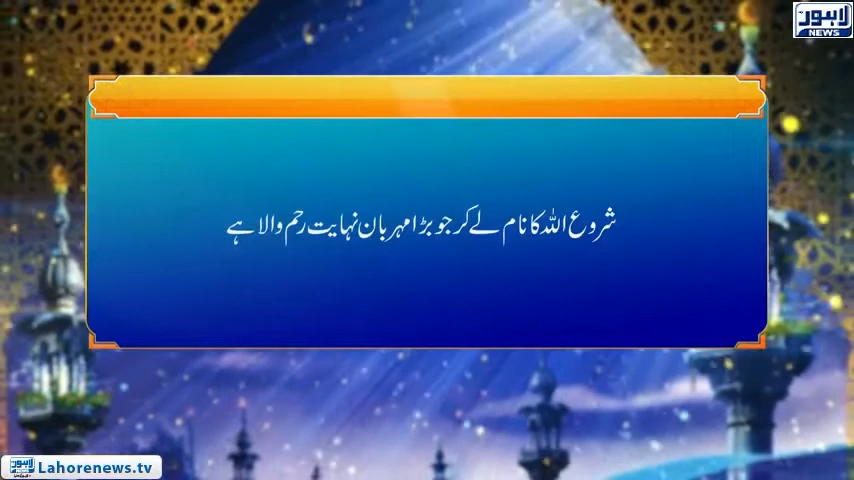 لاہور
NEWS
شروع اللہ کا نام لے کر جو بڑا مہربان نہایت رحم والا ہے
لاہور
Lahorenews.tv